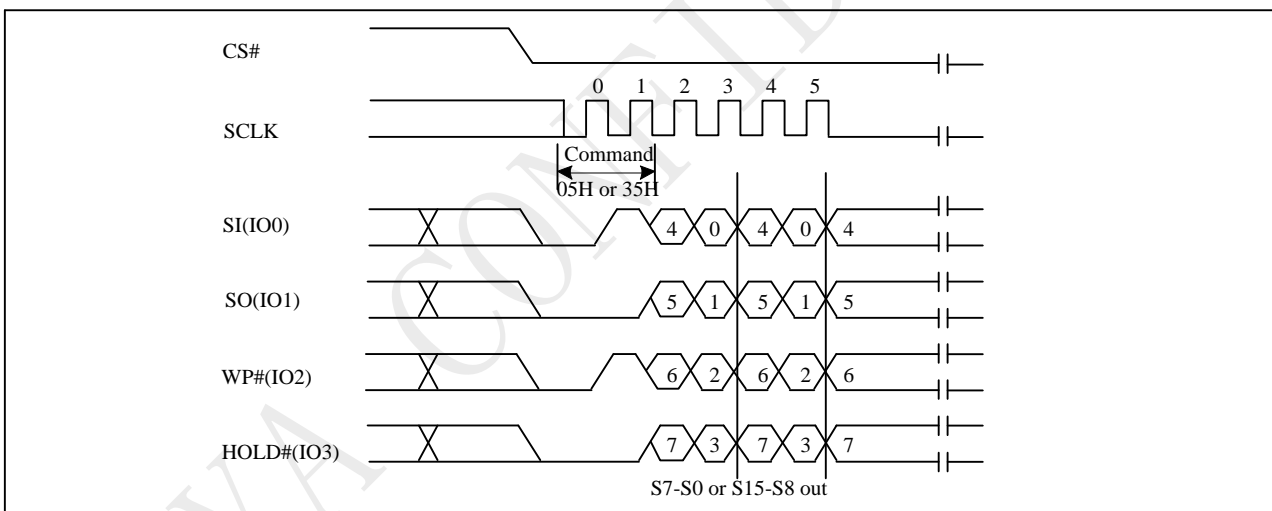 CS#
0 1 2 3 4 5
SCLK
Command
05H or 35H
SI(IO0) 4 0 4 0 4
SO(IO1) 5 1 5 1 5
WP#(IO2) 6 2 6 2 6
HOLD#(IO3) 7 3 7 3 7
S7-S0 or S15-S8 out